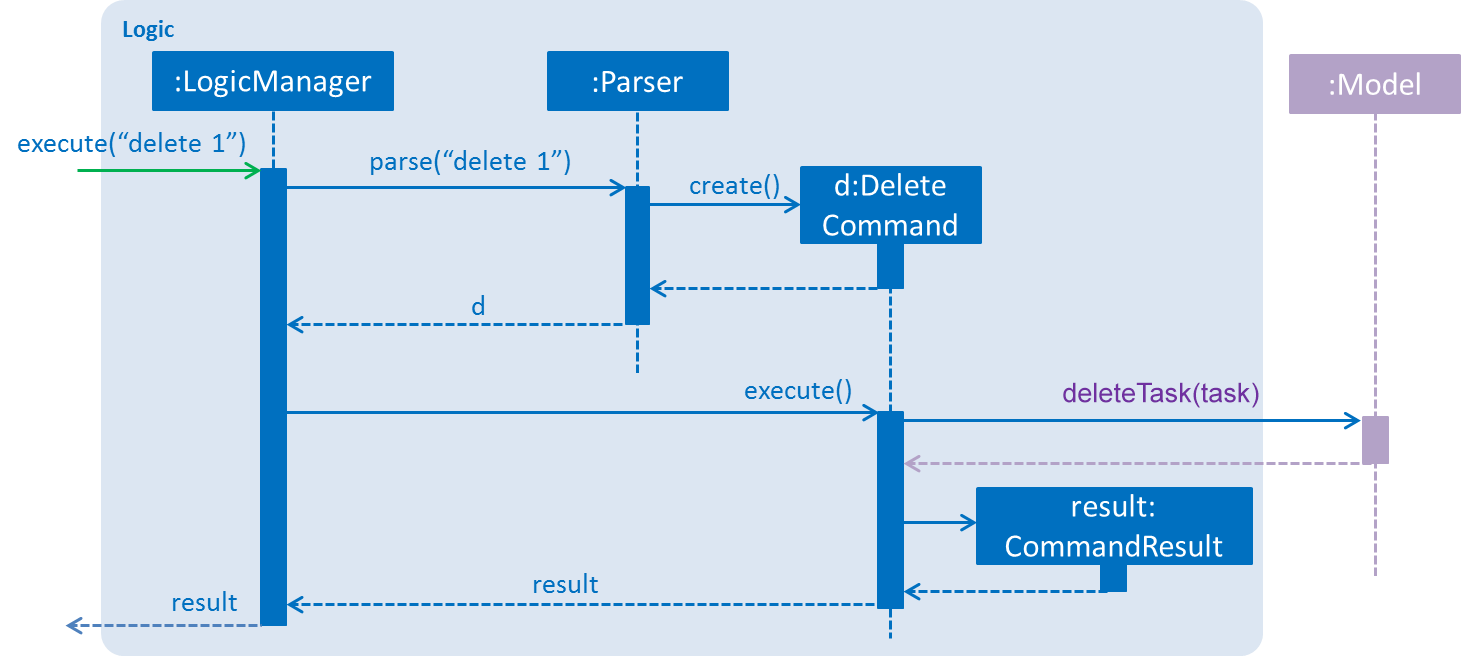 Logic
:LogicManager
:Parser
:Model
execute(“delete 1”)
parse(“delete 1”)
create()
d:Delete
Command
d
execute()
deleteTask(task)
result:
CommandResult
result
result